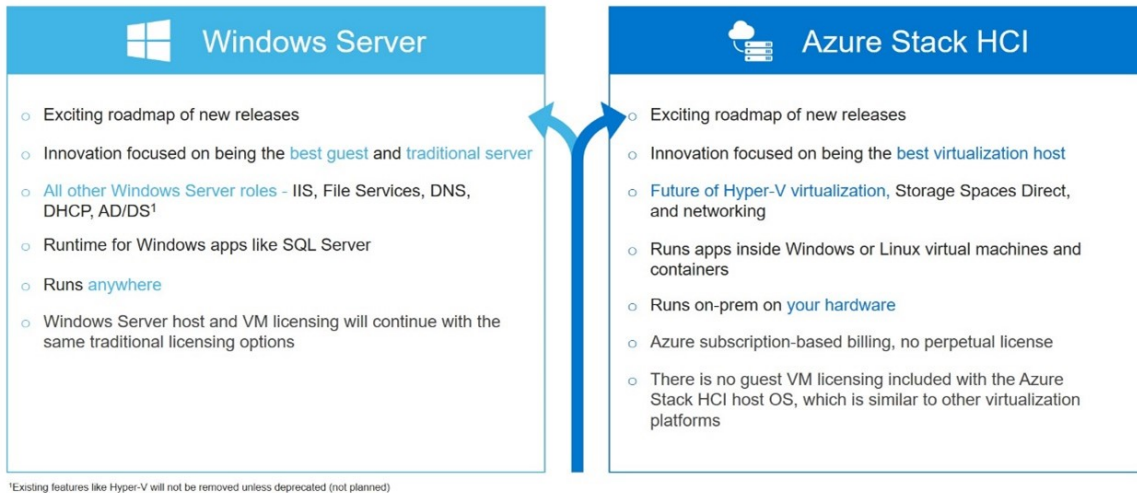 Windows Server
Exciting roadmap of new releases
Innovation focused on being the best guest and traditional server
All other Windows Server roles - IIS, File Services, DNS,
DHCP, AD/DS¹
Runtime for Windows apps like SQL Server
Runs anywhere
Windows Server host and VM licensing will continue with the
same traditional licensing options
Azure Stack HCI
Exciting roadmap of new releases
Innovation focused on being the best virtualization host
Future of Hyper-V virtualization, Storage Spaces Direct,
and networking
Runs apps inside Windows or Linux virtual machines and
containers
Runs on-prem on your hardware
Azure subscription-based billing, no perpetual license
There is no guest VM licensing included with the Azure
Stack HCI host OS, which is similar to other virtualization
platforms
¹Existing features like Hyper-V will not be removed unless deprecated (not planned)